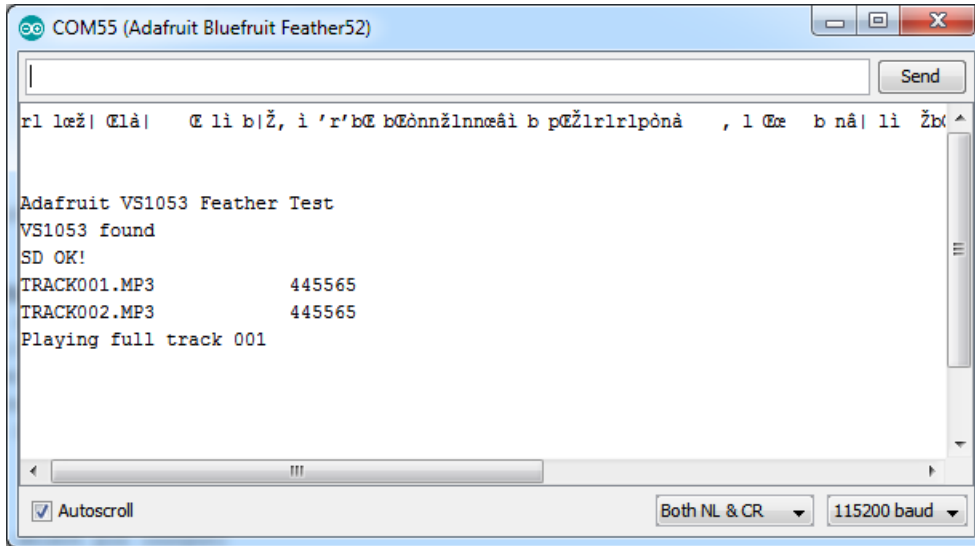 COM55 (Adafruit Bluefruit Feather52)
Send
Adafruit VS1053 Feather Test
VS1053 found
SD OK!
TRACK001.MP3 445565
TRACK002.MP3 445565
Playing full track 001
Autoscroll
Both NL & CR
115200 baud